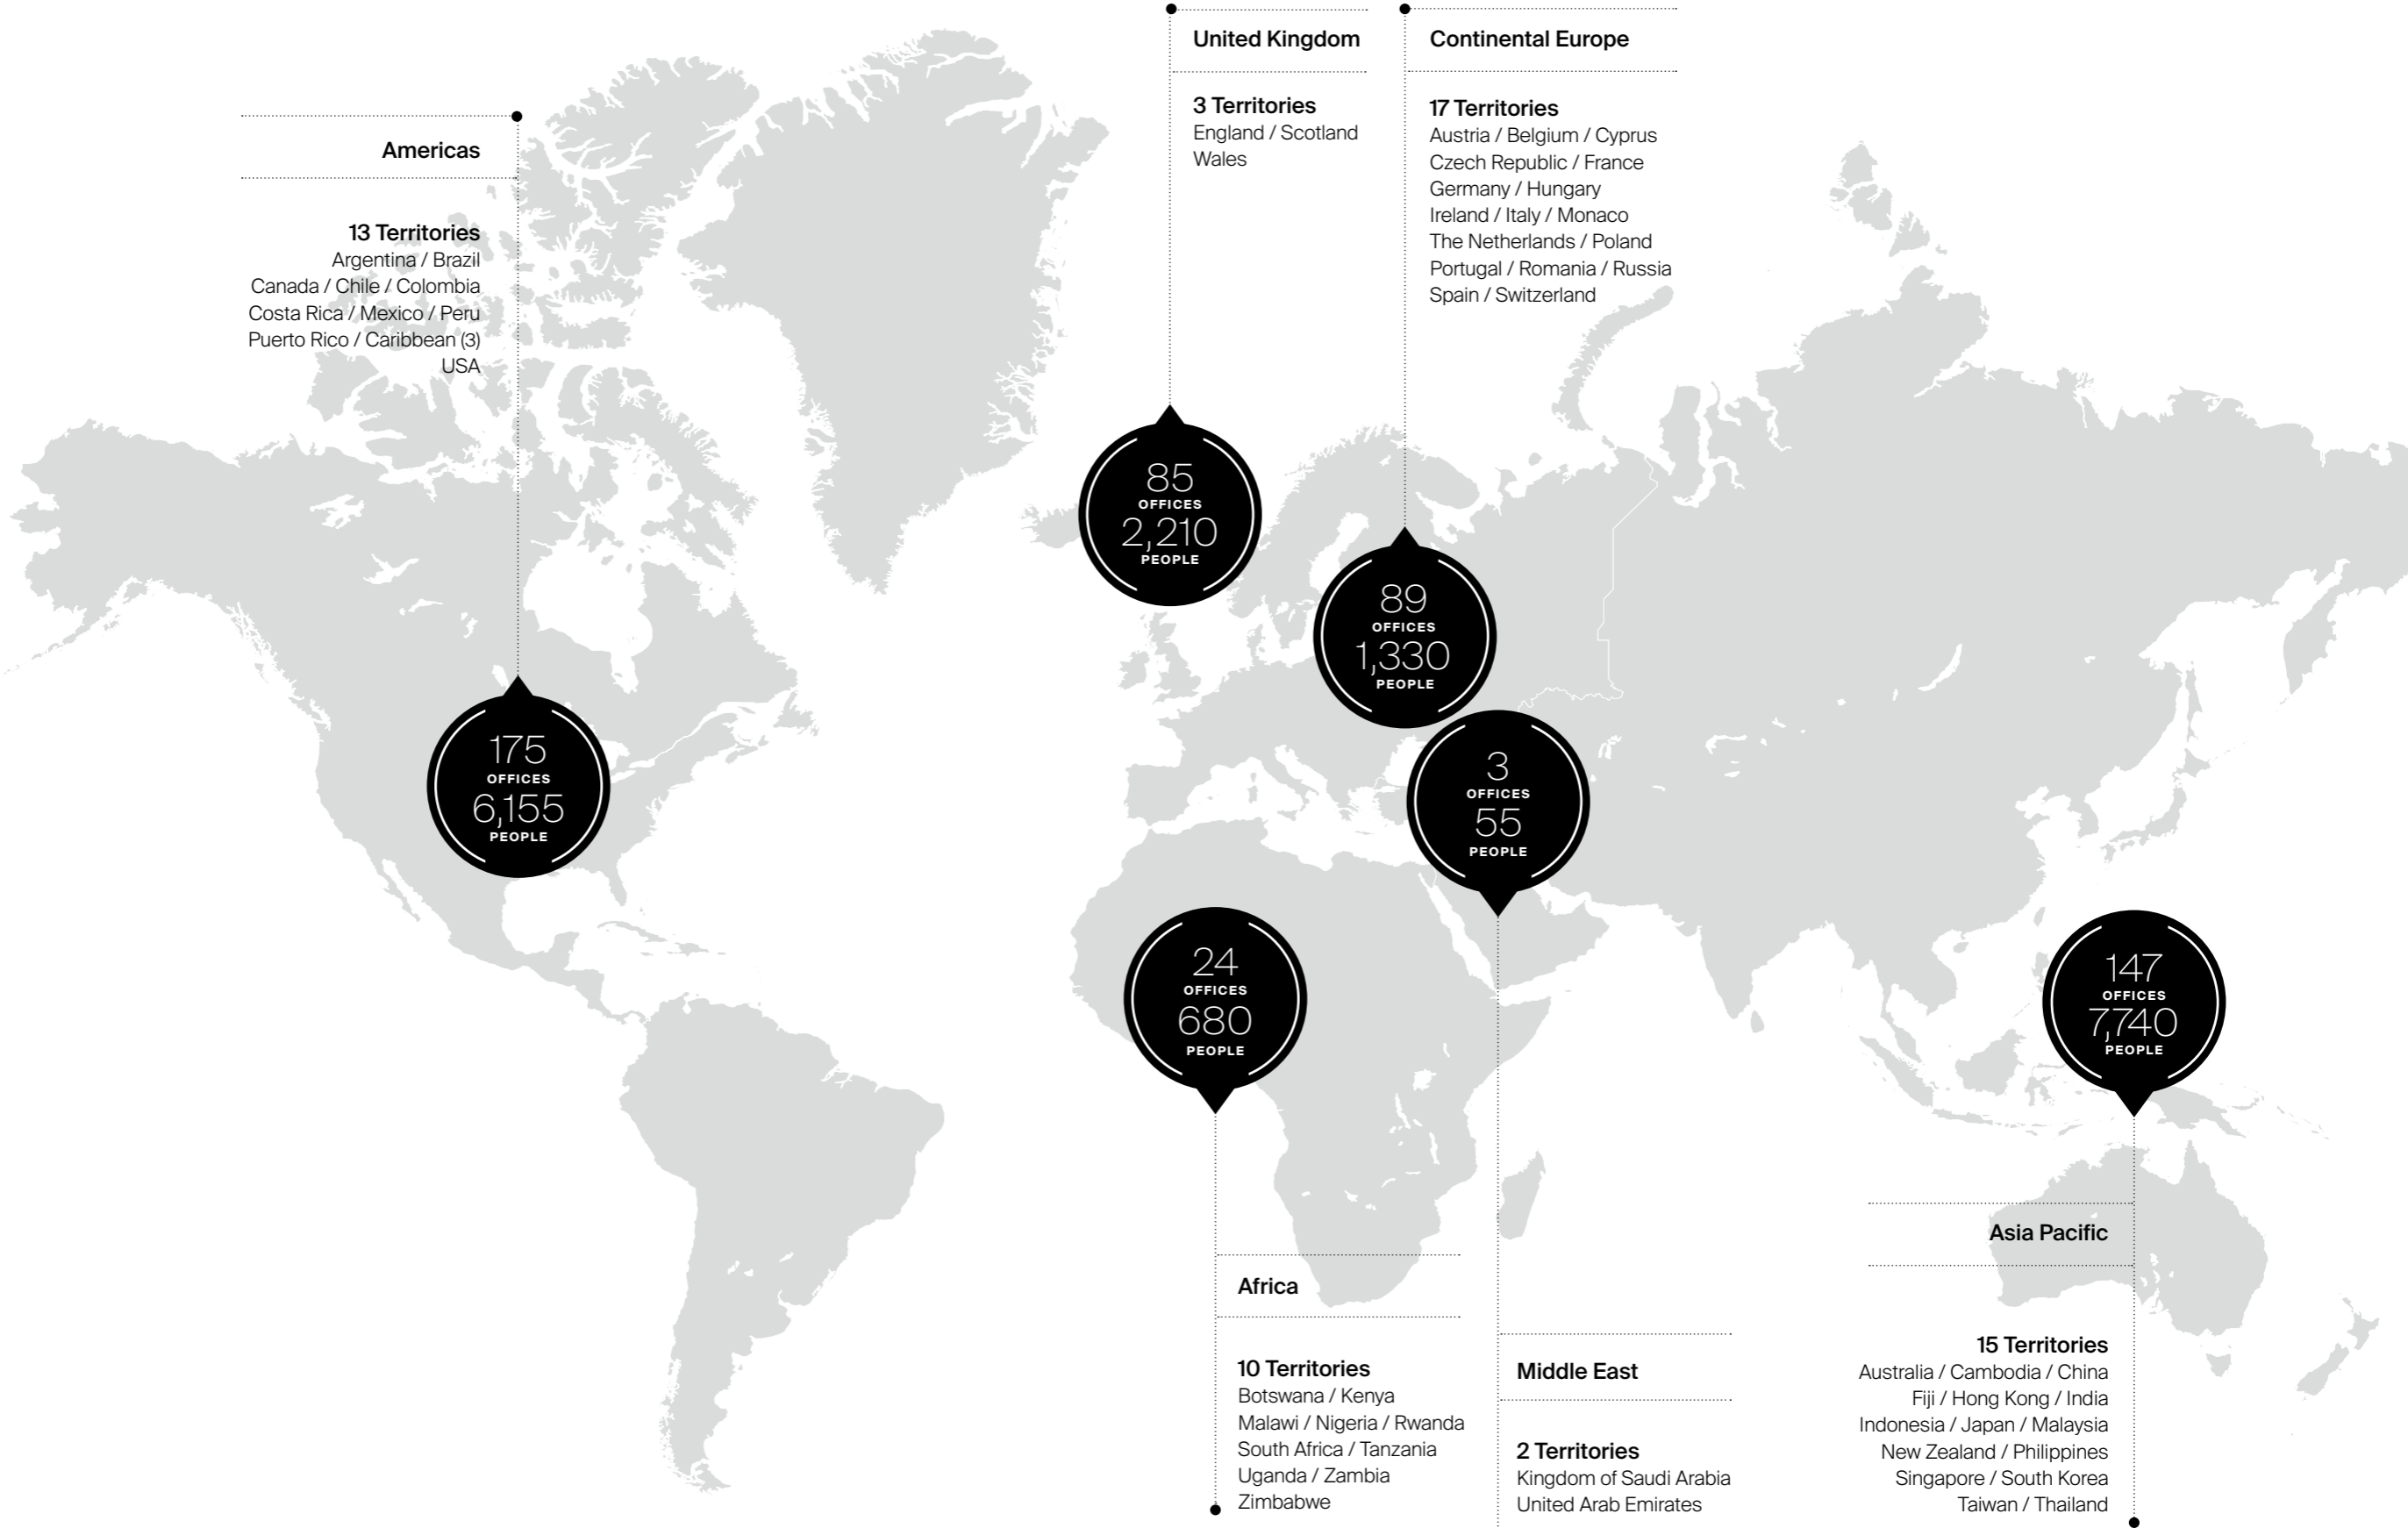 United Kingdom
3 Territories
England / Scotland
Wales
Continental Europe
17 Territories
Austria / Belgium / Cyprus
Czech Republic / France
Germany / Hungary
Ireland / Italy / Monaco
The Netherlands / Poland
Portugal / Romania / Russia
Spain / Switzerland
Americas
13 Territories
Argentina / Brazil
Canada / Chile / Colombia
Costa Rica / Mexico / Peru
Puerto Rico / Caribbean (3)
USA
85
OFFICES
2,210
PEOPLE
89
OFFICES
1,330
PEOPLE
175
OFFICES
6,155
PEOPLE
3
OFFICES
55
PEOPLE
24
OFFICES
680
PEOPLE
147
OFFICES
7,740
PEOPLE
Africa
10 Territories
Botswana / Kenya
Malawi / Nigeria / Rwanda
South Africa / Tanzania
Uganda / Zambia
Zimbabwe
Middle East
2 Territories
Kingdom of Saudi Arabia
United Arab Emirates
Asia Pacific
15 Territories
Australia / Cambodia / China
Fiji / Hong Kong / India
Indonesia / Japan / Malaysia
New Zealand / Philippines
Singapore / South Korea
Taiwan / Thailand